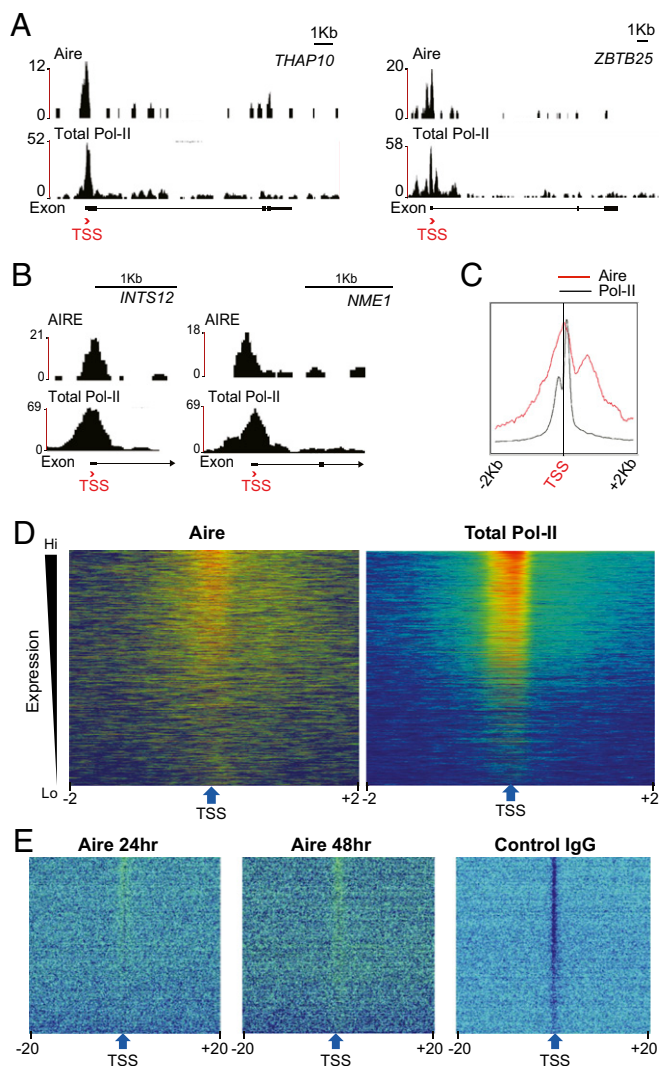 A
1Kb
Aire
THAP10
12
0
Total Pol-II
52
0
Exon
TSS
1Kb
Aire
ZBTB25
20
0
Total Pol-II
58
0
Exon
TSS
B
1Kb
INTS12
AIRE
21
0
Total Pol-II
69
0
Exon
TSS
1Kb
NME1
AIRE
18
0
Total Pol-II
69
0
Exon
TSS
C
Aire
Pol-II
-2Kb
TSS
+2Kb
D
Aire
Total Pol-II
Hi
Expression
Lo
-2
TSS
+2
-2
TSS
+2
E
Aire 24hr
Aire 48hr
Control IgG
-20
TSS
+20
-20
TSS
+20
-20
TSS
+20